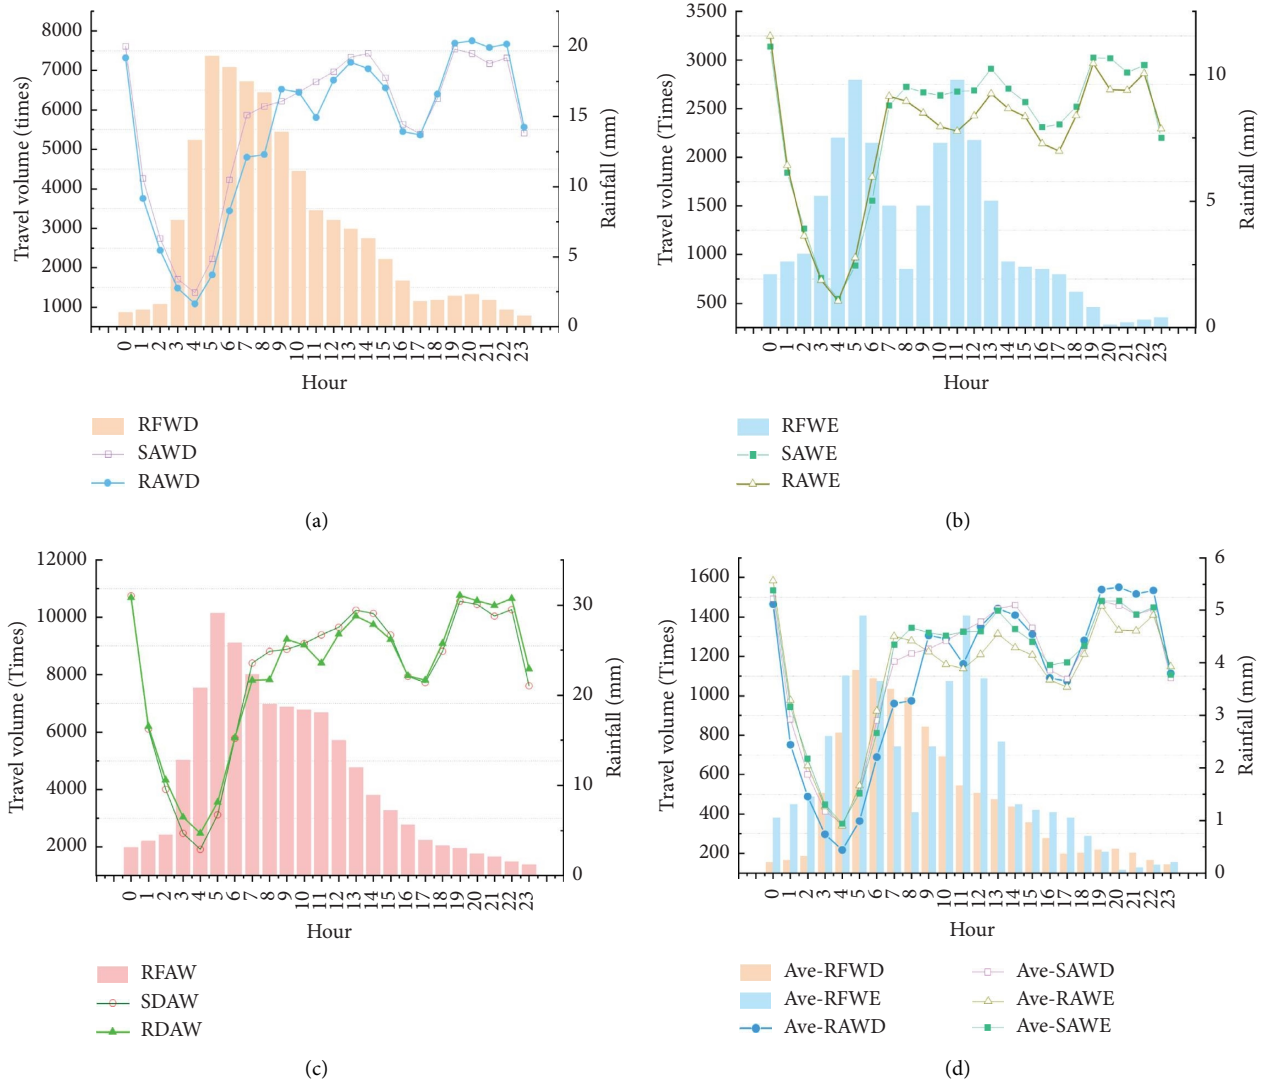 8000
7000
6000
5000
4000
3000
2000
1000
Travel volume (times)
20
15
10
5
0
Rainfall (mm)
0 1 2 3 4 5 6 7 8 9 10 11 12 13 14 15 16 17 18 19 20 21 22 23
Hour
RFWD
SAWD
RAWD
(a)
3500
3000
2500
2000
1500
1000
500
Travel volume (Times)
10
5
0
Rainfall (mm)
0 1 2 3 4 5 6 7 8 9 10 11 12 13 14 15 16 17 18 19 20 21 22 23
Hour
RFWE
SAWE
RAWE
(b)
12000
10000
8000
6000
4000
2000
Travel volume (Times)
30
20
10
0
Rainfall (mm)
0 1 2 3 4 5 6 7 8 9 10 11 12 13 14 15 16 17 18 19 20 21 22 23
Hour
RFAW
SDAW
RDAW
(c)
1600
1400
1200
1000
800
600
400
200
Travel volume (Times)
6
5
4
3
2
1
0
Rainfall (mm)
0 1 2 3 4 5 6 7 8 9 10 11 12 13 14 15 16 17 18 19 20 21 22 23
Hour
Ave-RFWD
Ave-RFWE
Ave-RAWD
Ave-SAWD
Ave-RAWE
Ave-SAWE
(d)